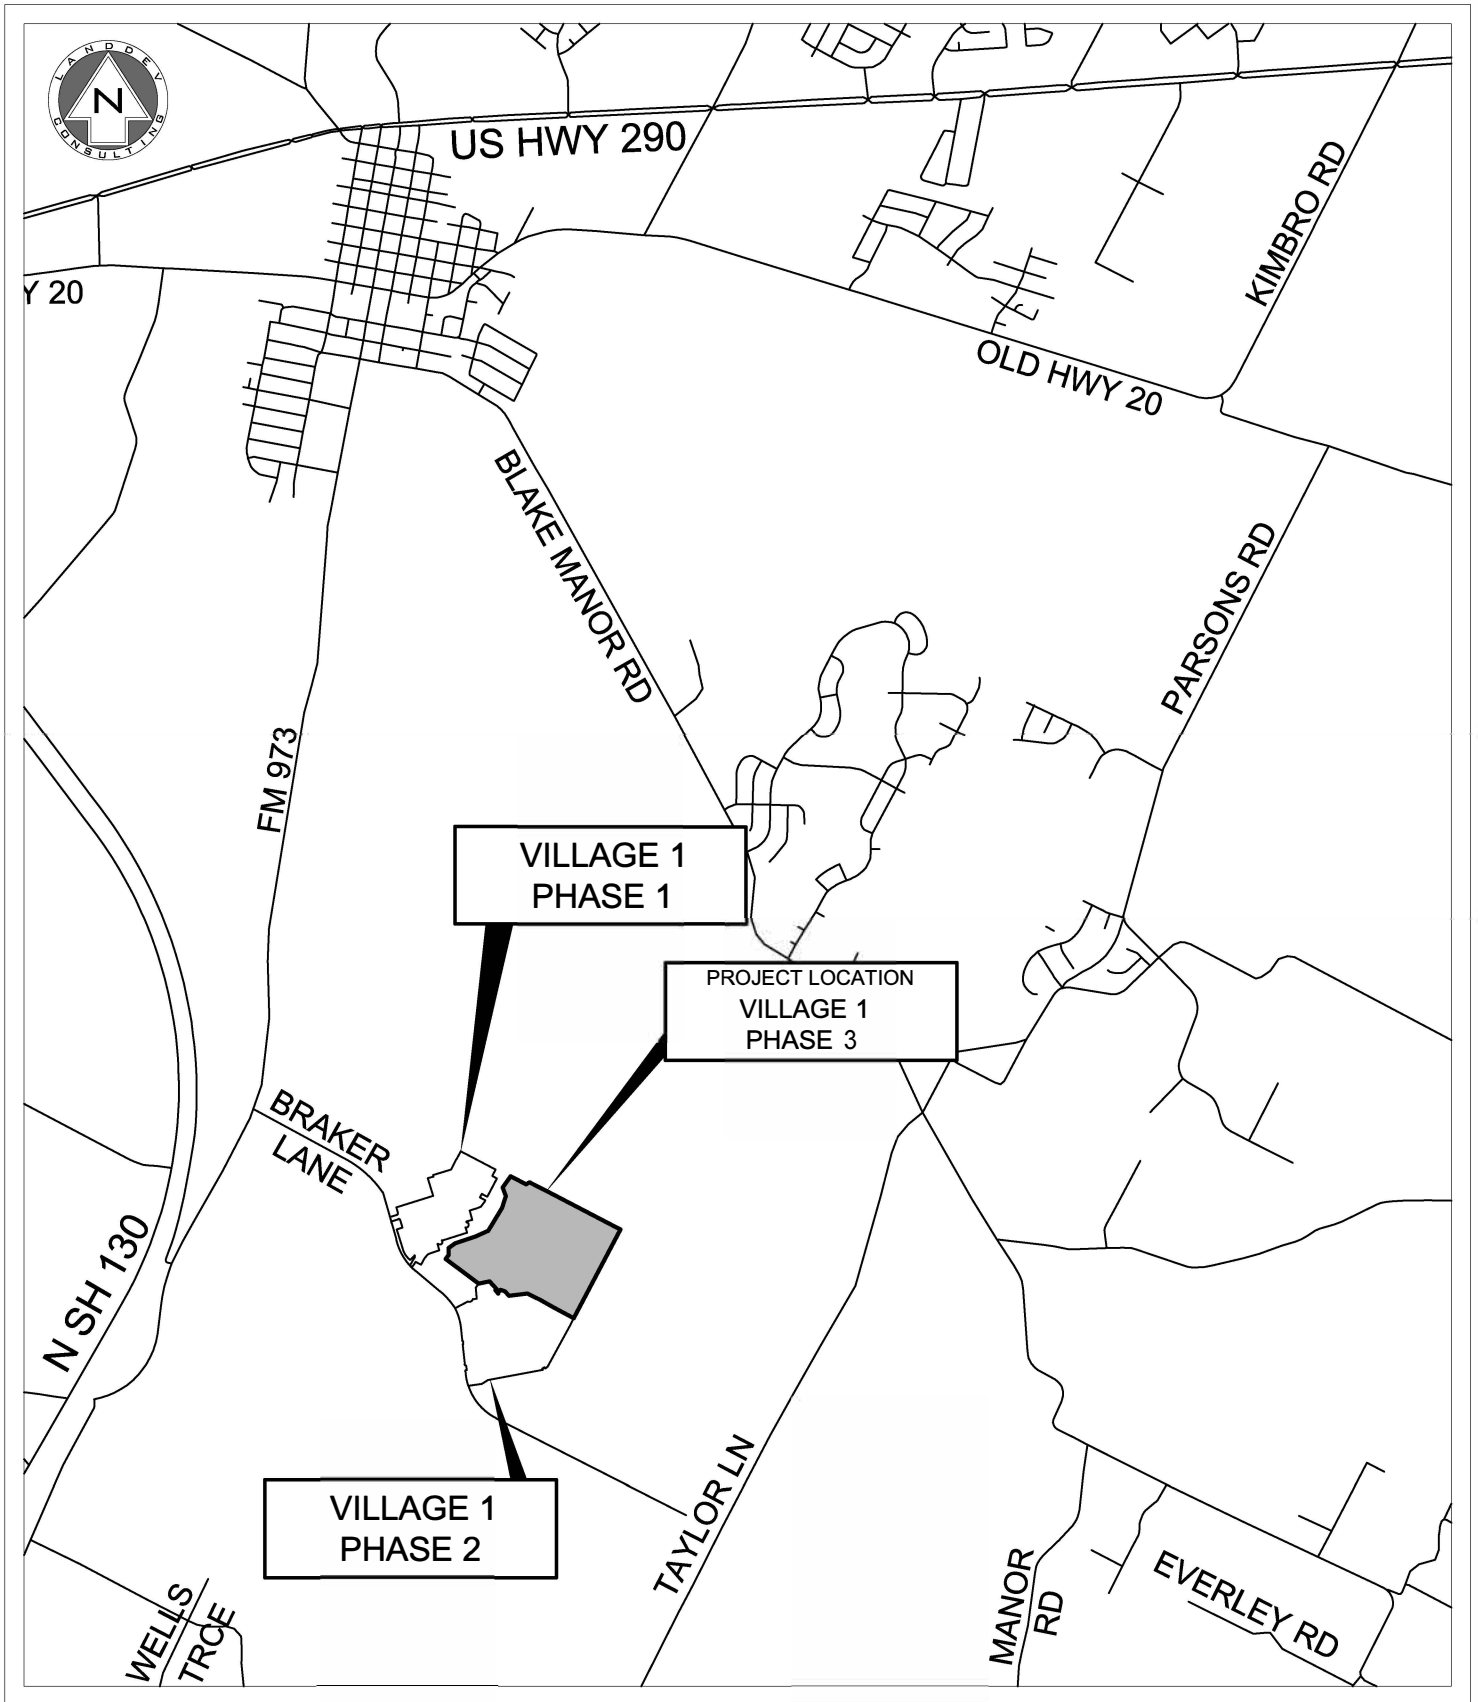 LANDDEV
N
CONSULTING
US HWY 290
KIMBRO RD
Y 20
OLD HWY 20
BLAKE MANOR RD
PARSONS RD
FM 973
VILLAGE 1
PHASE 1
PROJECT LOCATION
VILLAGE 1
PHASE 3
BRAKER
LANE
N SH 130
TAYLOR LN
VILLAGE 1
PHASE 2
MANOR
RD
EVERLEY RD
WELLS
TRCE